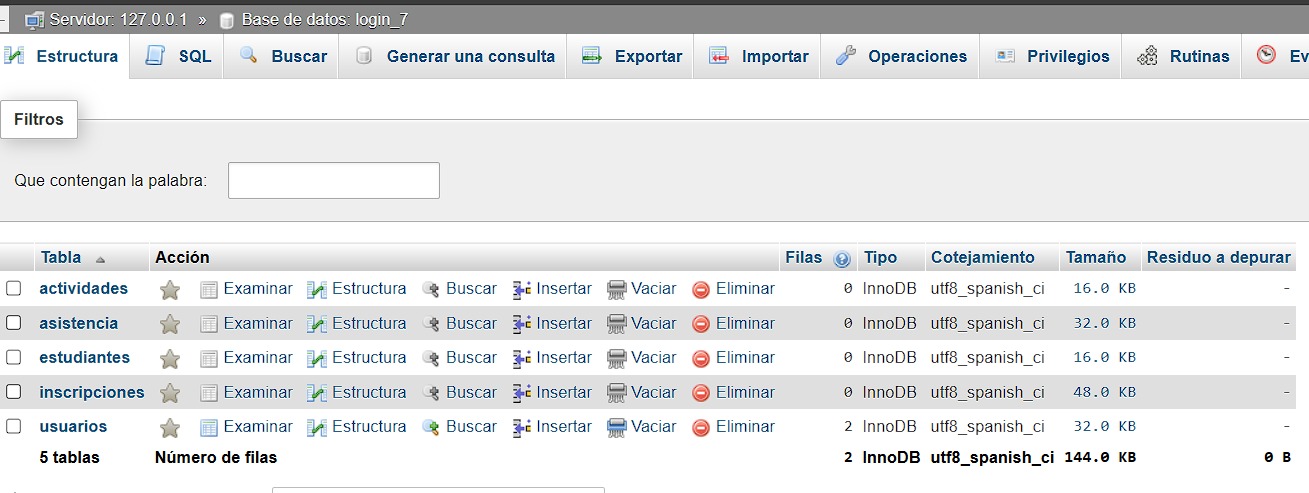 Servidor: 127.0.0.1 » Base de datos: login_7
Estructura SQL Buscar Generar una consulta Exportar Importar Operaciones Privilegios Rutinas Ev
Filtros
Que contengan la palabra:
Tabla Acción Filas Tipo Cotejamiento Tamaño Residuo a depurar
actividades Examinar Estructura Buscar Insertar Vaciar Eliminar 0 InnoDB utf8_spanish_ci 16.0 KB -
asistencia Examinar Estructura Buscar Insertar Vaciar Eliminar 0 InnoDB utf8_spanish_ci 32.0 KB -
estudiantes Examinar Estructura Buscar Insertar Vaciar Eliminar 0 InnoDB utf8_spanish_ci 16.0 KB -
inscripciones Examinar Estructura Buscar Insertar Vaciar Eliminar 0 InnoDB utf8_spanish_ci 48.0 KB -
usuarios Examinar Estructura Buscar Insertar Vaciar Eliminar 2 InnoDB utf8_spanish_ci 32.0 KB -
5 tablas Número de filas 2 InnoDB utf8_spanish_ci 144.0 KB 0 B